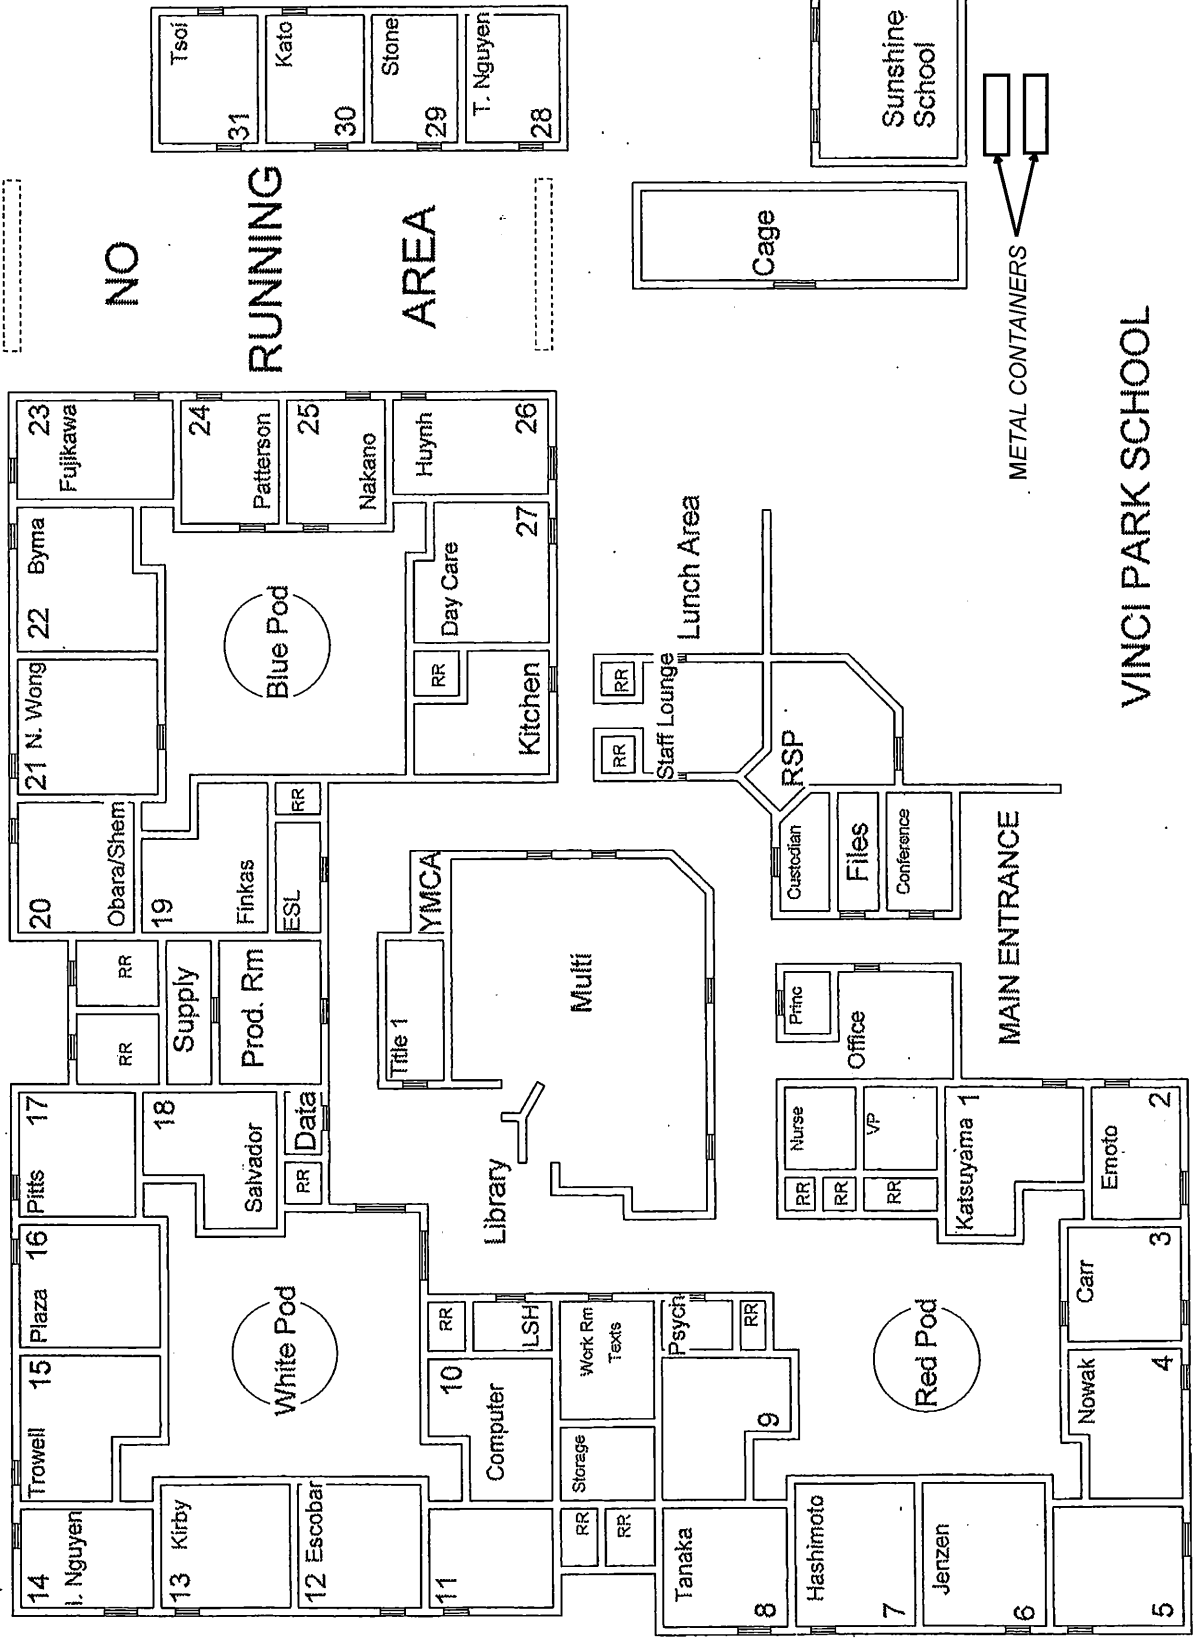 14
I. Nguyen
Trowell
15
Plaza
16
Pitts
17
20
Obara/Shem
21 N. Wong
22 Byrna
23
Fujikawa
NO
RUNNING
AREA
Tsoi
31
Kato
30
Stone
29
T. Nguyen
28
13 Kirby
12 Escobar
11
White Pod
18
Salvador
RR
RR
Supply
Prod. Rm
19
Finkas
ESL
RR
Blue Pod
24
Patterson
25
Nakano
Huynh
26
Day Care
27
RR
Kitchen
RR
Data
RR
LSH
10
Computer
Library
Title 1
YMCA
Multi
RR
RR
Staff Lounge
Lunch Area
Cage
Sunshine
School
RR
RR
Storage
Work Rm
Texts
Psych
RR
9
Tanaka
8
Hashimoto
7
Jenzen
6
5
Red Pod
Nurse
VP
RR
RR
RR
Princ
Office
Custodian
Files
Conference
RSP
Katsuyama 1
Emoto
2
Carr
3
Nowak
4
MAIN ENTRANCE
METAL CONTAINERS
VINCI PARK SCHOOL